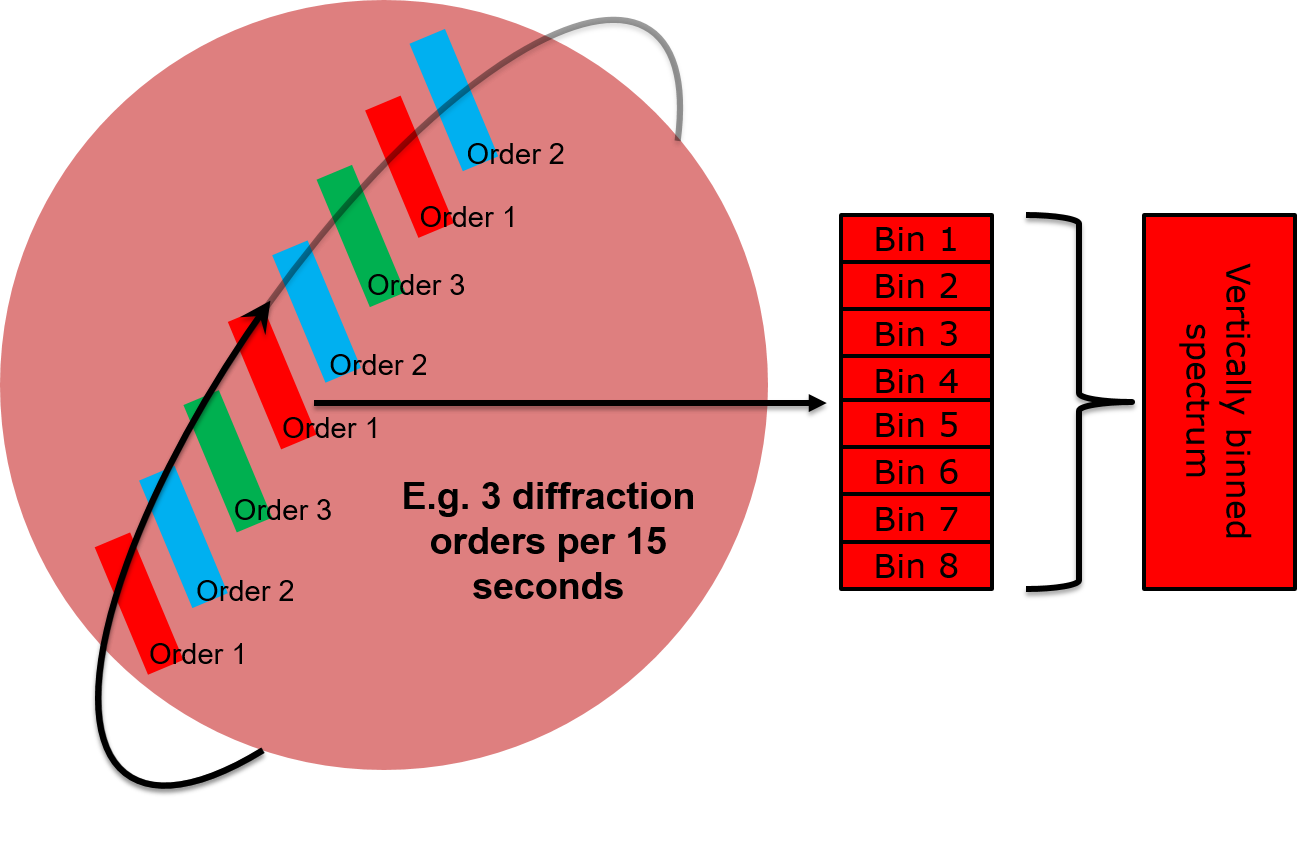 Order 2
Order 1
Order 3
Order 2
Order 1
Order 3
Order 2
Order 1
E.g. 3 diffraction
orders per 15
seconds
Bin 1
Bin 2
Bin 3
Bin 4
Bin 5
Bin 6
Bin 7
Bin 8
Vertically binned
spectrum